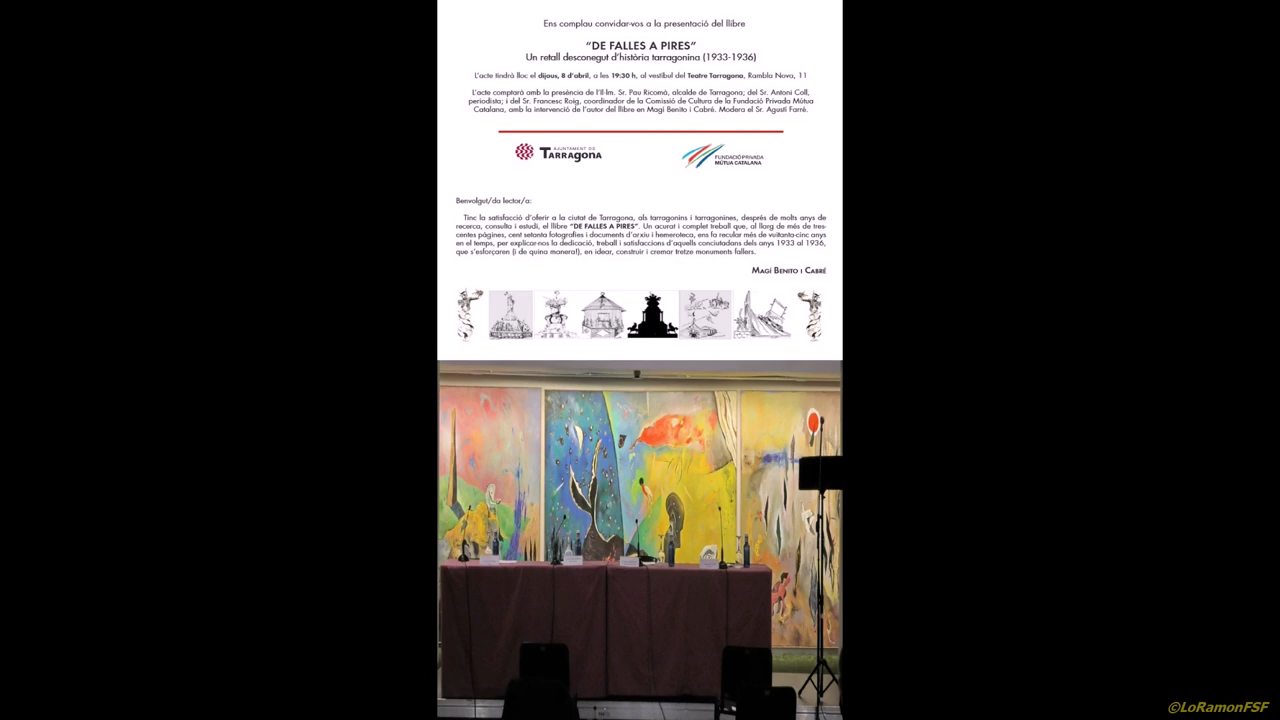 Ens complau convidar-vos a la presentació del llibre
“DE FALLES A PIRES”
Un retall desconegut d’història tarragonina (1933-1936)
L’acte tindrà lloc el dijous, 8 d’abril, a les 19:30 h, al vestíbul del Teatre Tarragona, Rambla Nova, 11
L’acte comptarà amb la presència de l’Il·lm. Sr. Pau Ricomà, alcalde de Tarragona; del Sr. Antoni Coll,
periodista; i del Sr. Francesc Roig, coordinador de la Comissió de Cultura de la Fundació Privada Mútua
Catalana, amb la intervenció de l’autor del llibre en Magí Benito i Cabré. Modera el Sr. Agustí Farré.
AJUNTAMENT DE
TARRAGONA
FUNDACIÓ PRIVADA
MÚTUA CATALANA
Benvolgut/da lector/a:
Tinc la satisfacció d’oferir a la ciutat de Tarragona, als tarragonins i tarragonines, després de molts anys de
recerca, consulta i estudi, el llibre “DE FALLES A PIRES”. Un acurat i complet treball que, al llarg de més de tres-
centes pàgines, cent setanta fotografies i documents d’arxiu i hemeroteca, ens fa recular més de vuitanta-cinc anys
en el temps, per explicar-nos la dedicació, treball i satisfaccions d’aquells conciutadans dels anys 1933 al 1936,
que s’esforçaren (i de quina manera!), en idear, construir i cremar tretze monuments fallers.
MAGÍ BENITO I CABRÉ
©LoRamonFSF